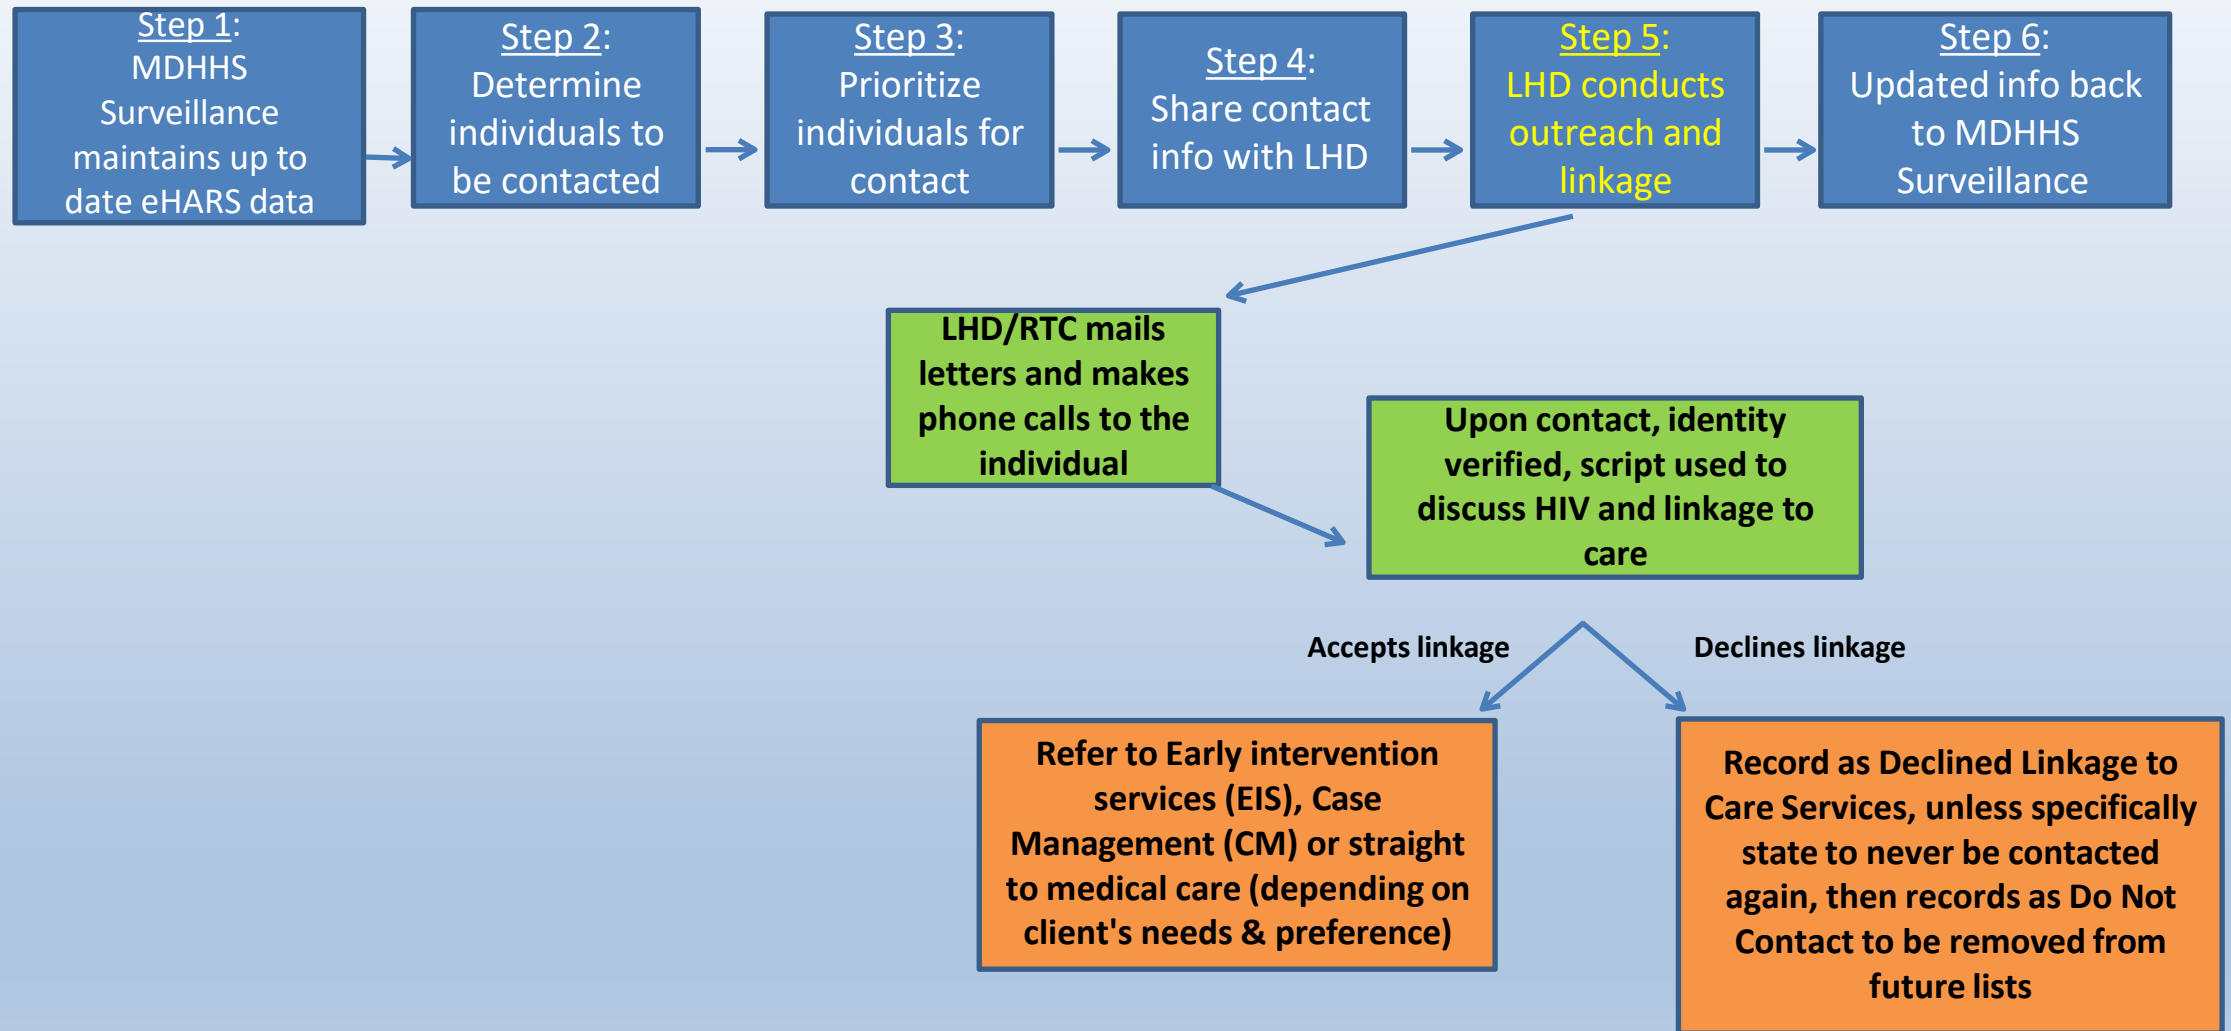 Step 1:
MDHHS
Surveillance
maintains up to
date eHARS data
Step 2:
Determine
individuals to
be contacted
Step 3:
Prioritize
individuals for
contact
Step 4:
Share contact
info with LHD
Step 5:
LHD conducts
outreach and
linkage
Step 6:
Updated info back
to MDHHS
Surveillance
LHD/RTC mails
letters and makes
phone calls to the
individual
Upon contact, identity
verified, script used to
discuss HIV and linkage to
care
Accepts linkage
Declines linkage
Refer to Early intervention
services (EIS), Case
Management (CM) or straight
to medical care (depending on
client's needs & preference)
Record as Declined Linkage to
Care Services, unless specifically
state to never be contacted
again, then records as Do Not
Contact to be removed from
future lists